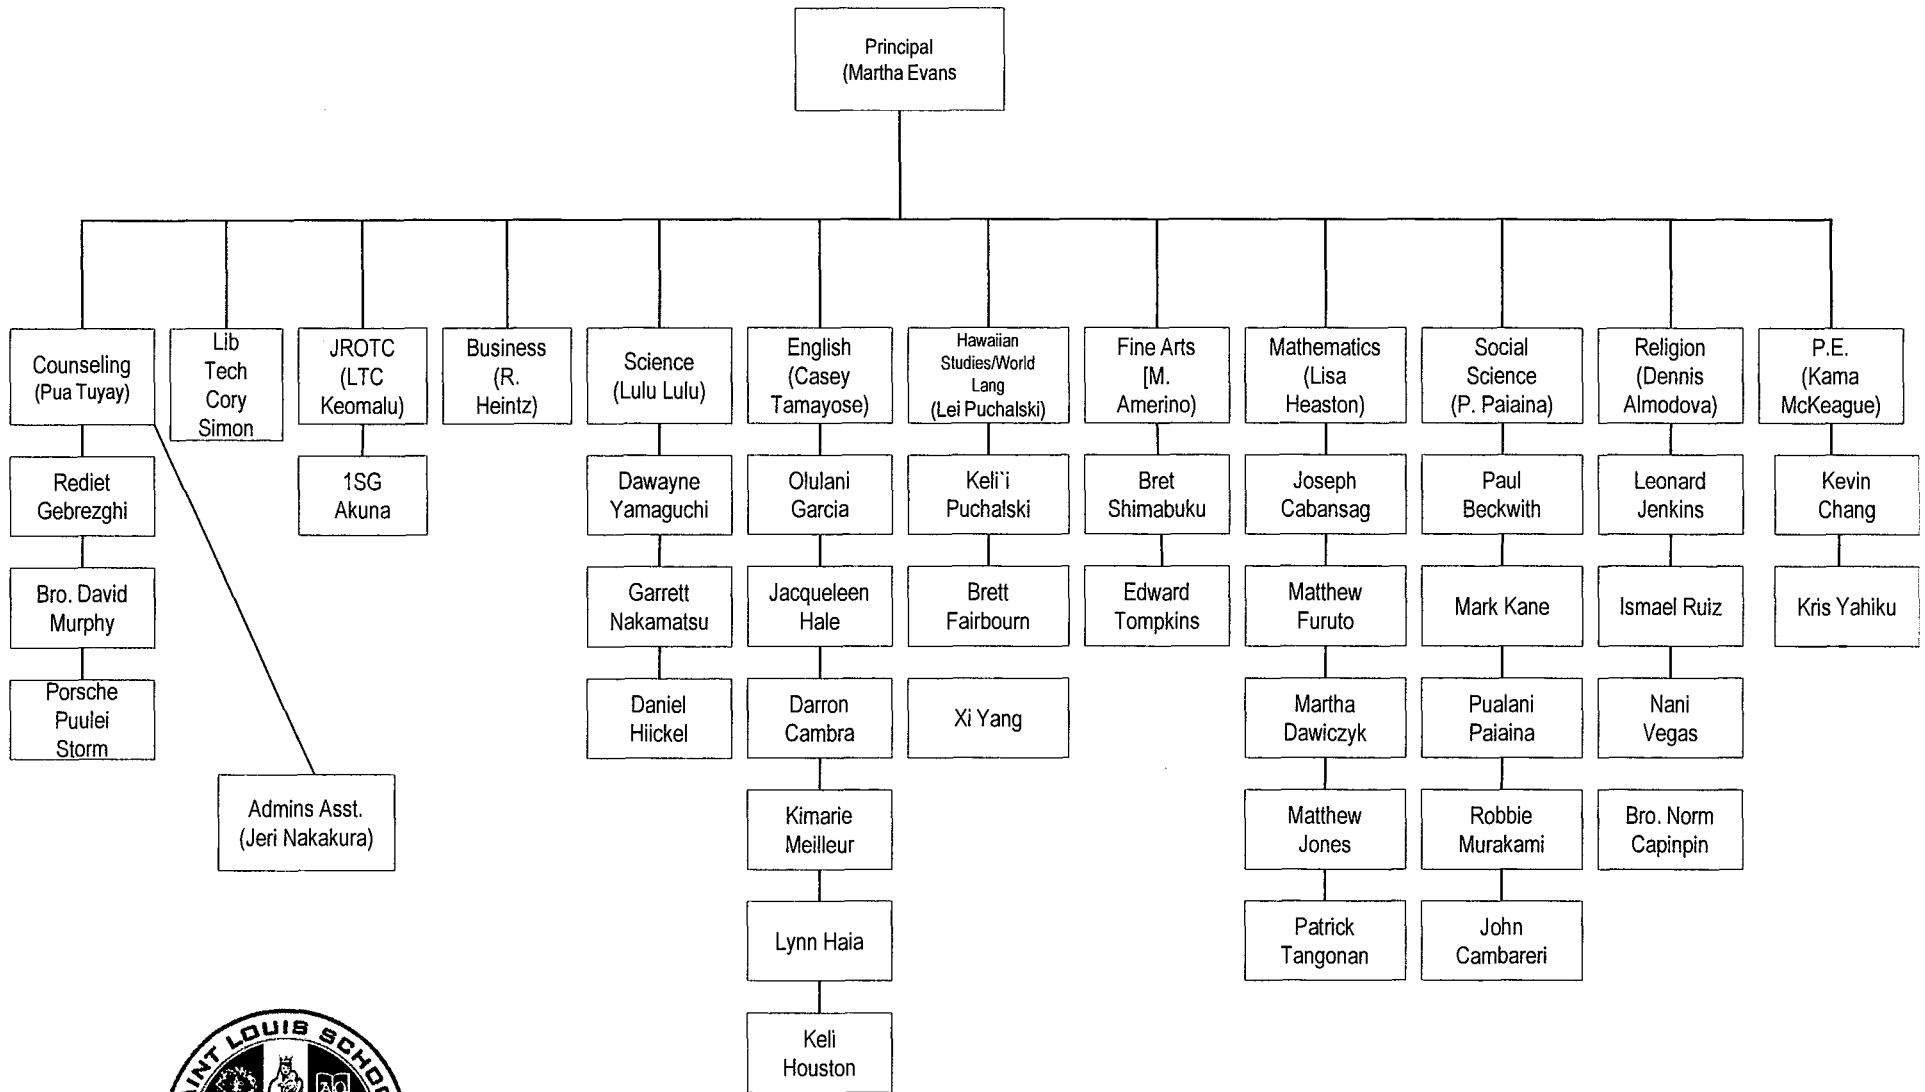 Principal
(Martha Evans
Counseling
(Pua Tuyay)
Lib
Tech
Cory
Simon
JROTC
(LTC
Keomalu)
Business
(R.
Heintz)
Science
(Lulu Lulu)
English
(Casey
Tamayose)
Hawaiian
Studies/World
Lang
(Lei Puchalski)
Fine Arts
[M.
Amerino)
Mathematics
(Lisa
Heaston)
Social
Science
(P. Paiaina)
Religion
(Dennis
Almodova)
P.E.
(Kama
McKeague)
Rediet
Gebrezghi
1SG
Akuna
Dawayne
Yamaguchi
Olulani
Garcia
Keli`i
Puchalski
Bret
Shimabuku
Joseph
Cabansag
Paul
Beckwith
Leonard
Jenkins
Kevin
Chang
Bro. David
Murphy
Garrett
Nakamatsu
Jacqueleen
Hale
Brett
Fairbourn
Edward
Tompkins
Matthew
Furuto
Mark Kane
Ismael Ruiz
Kris Yahiku
Porsche
Puulei
Storm
Daniel
Hiickel
Darron
Cambra
Xi Yang
Martha
Dawiczyk
Pualani
Paiaina
Nani
Vegas
Admins Asst.
(Jeri Nakakura)
Kimarie
Meilleur
Matthew
Jones
Robbie
Murakami
Bro. Norm
Capinpin
Lynn Haia
Patrick
Tangonan
John
Cambareri
Keli
Houston
SAINT LOUIS SCHOOL